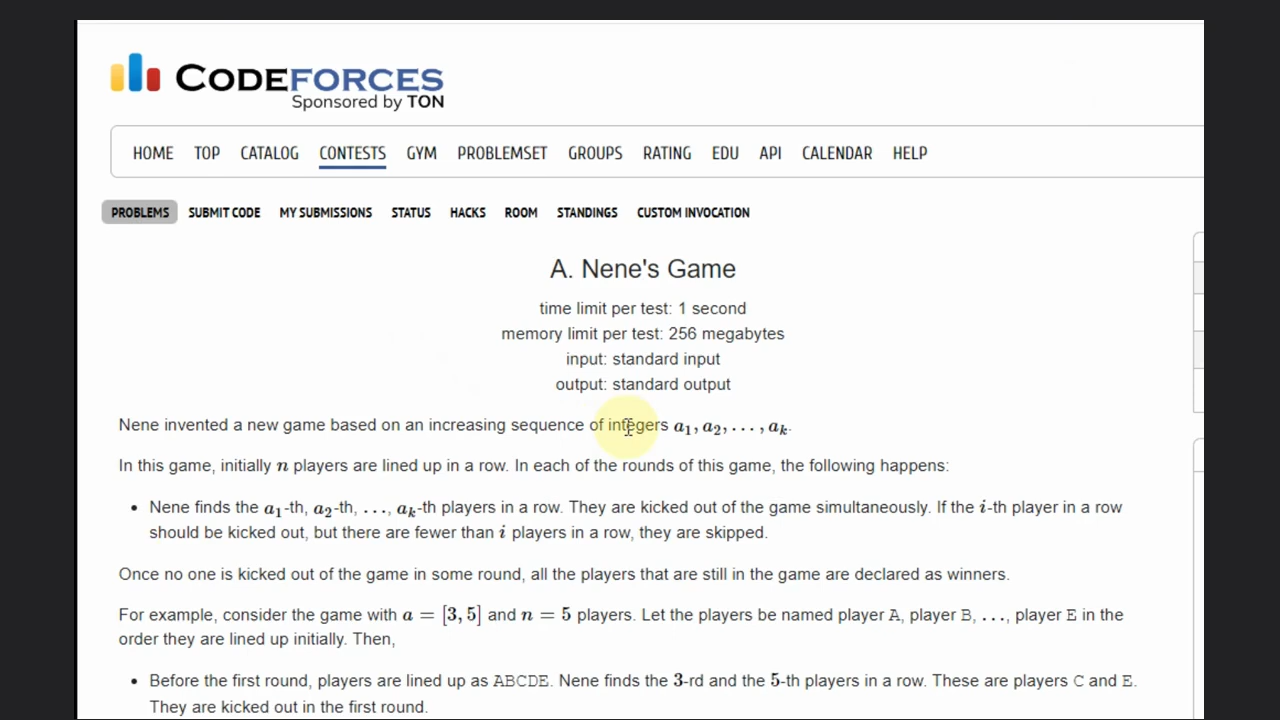 CODEFORCES
Sponsored by TON
HOME TOP CATALOG CONTESTS GYM PROBLEMSET GROUPS RATING EDU API CALENDAR HELP
PROBLEMS SUBMIT CODE MY SUBMISSIONS STATUS HACKS ROOM STANDINGS CUSTOM INVOCATION
A. Nene's Game
time limit per test: 1 second
memory limit per test: 256 megabytes
input: standard input
output: standard output
Nene invented a new game based on an increasing sequence of integers a₁, a₂, …, aₖ.
In this game, initially n players are lined up in a row. In each of the rounds of this game, the following happens:
• Nene finds the a₁-th, a₂-th, …, aₖ-th players in a row. They are kicked out of the game simultaneously. If the i-th player in a row
should be kicked out, but there are fewer than i players in a row, they are skipped.
Once no one is kicked out of the game in some round, all the players that are still in the game are declared as winners.
For example, consider the game with a = [3, 5] and n = 5 players. Let the players be named player A, player B, …, player E in the
order they are lined up initially. Then,
• Before the first round, players are lined up as ABCDE. Nene finds the 3-rd and the 5-th players in a row. These are players C and E.
They are kicked out in the first round.